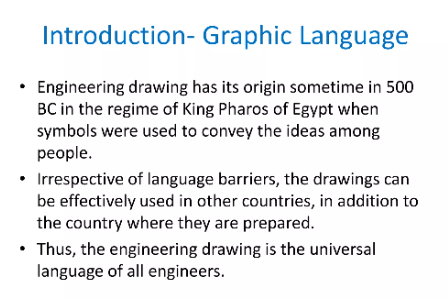 Introduction- Graphic Language
• Engineering drawing has its origin sometime in 500
BC in the regime of King Pharos of Egypt when
symbols were used to convey the ideas among
people.
• Irrespective of language barriers, the drawings can
be effectively used in other countries, in addition to
the country where they are prepared.
• Thus, the engineering drawing is the universal
language of all engineers.